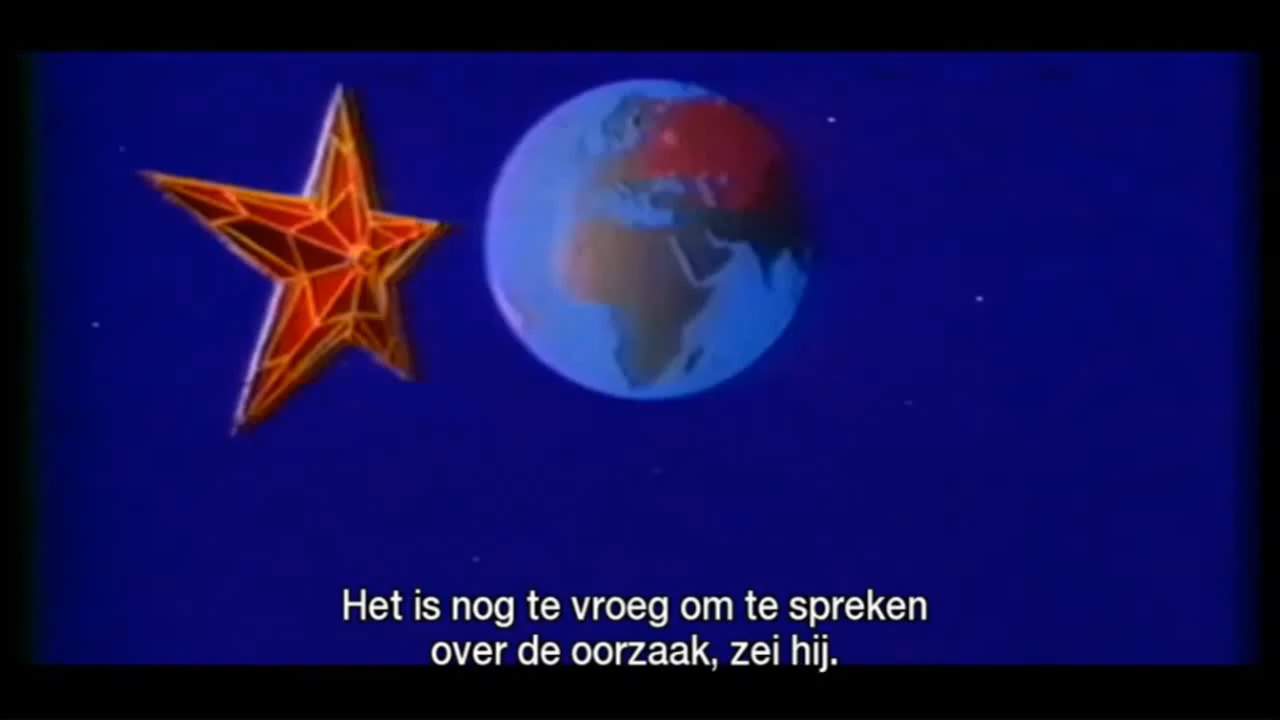 Het is nog te vroeg om te spreken
over de oorzaak, zei hij.